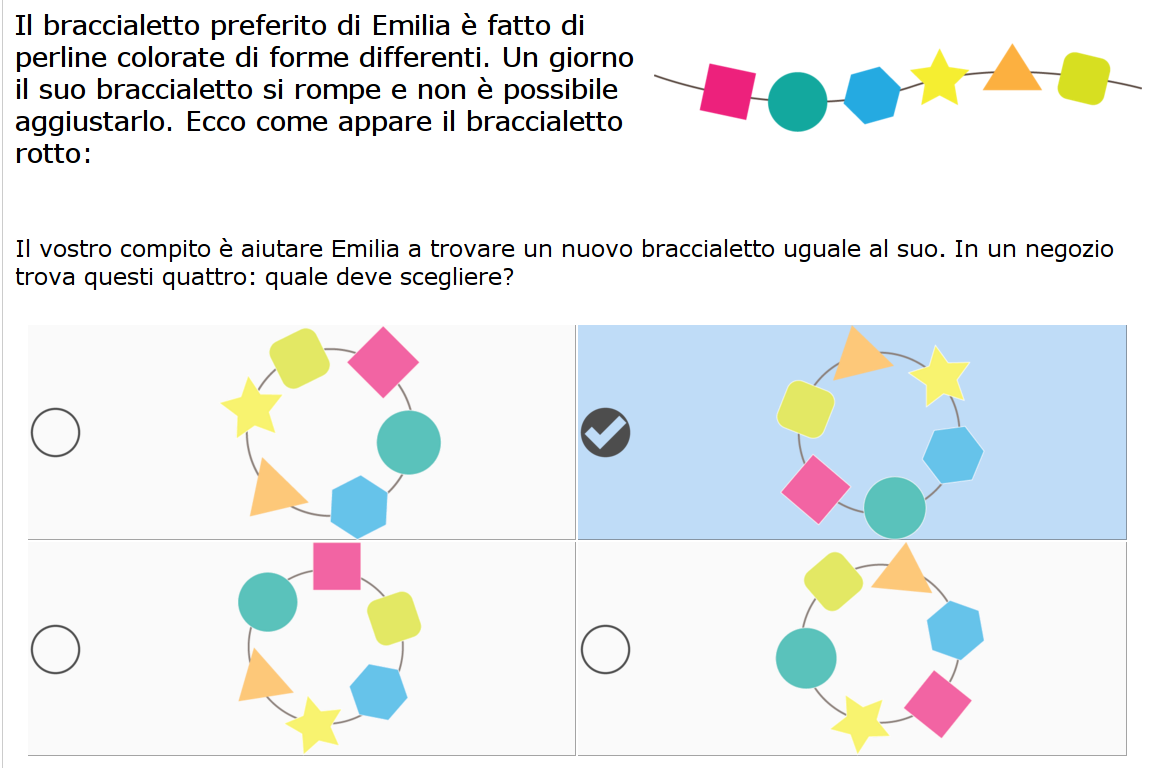 Il braccialetto preferito di Emilia è fatto di
perline colorate di forme differenti. Un giorno
il suo braccialetto si rompe e non è possibile
aggiustarlo. Ecco come appare il braccialetto
rotto:
Il vostro compito è aiutare Emilia a trovare un nuovo braccialetto uguale al suo. In un negozio
trova questi quattro: quale deve scegliere?